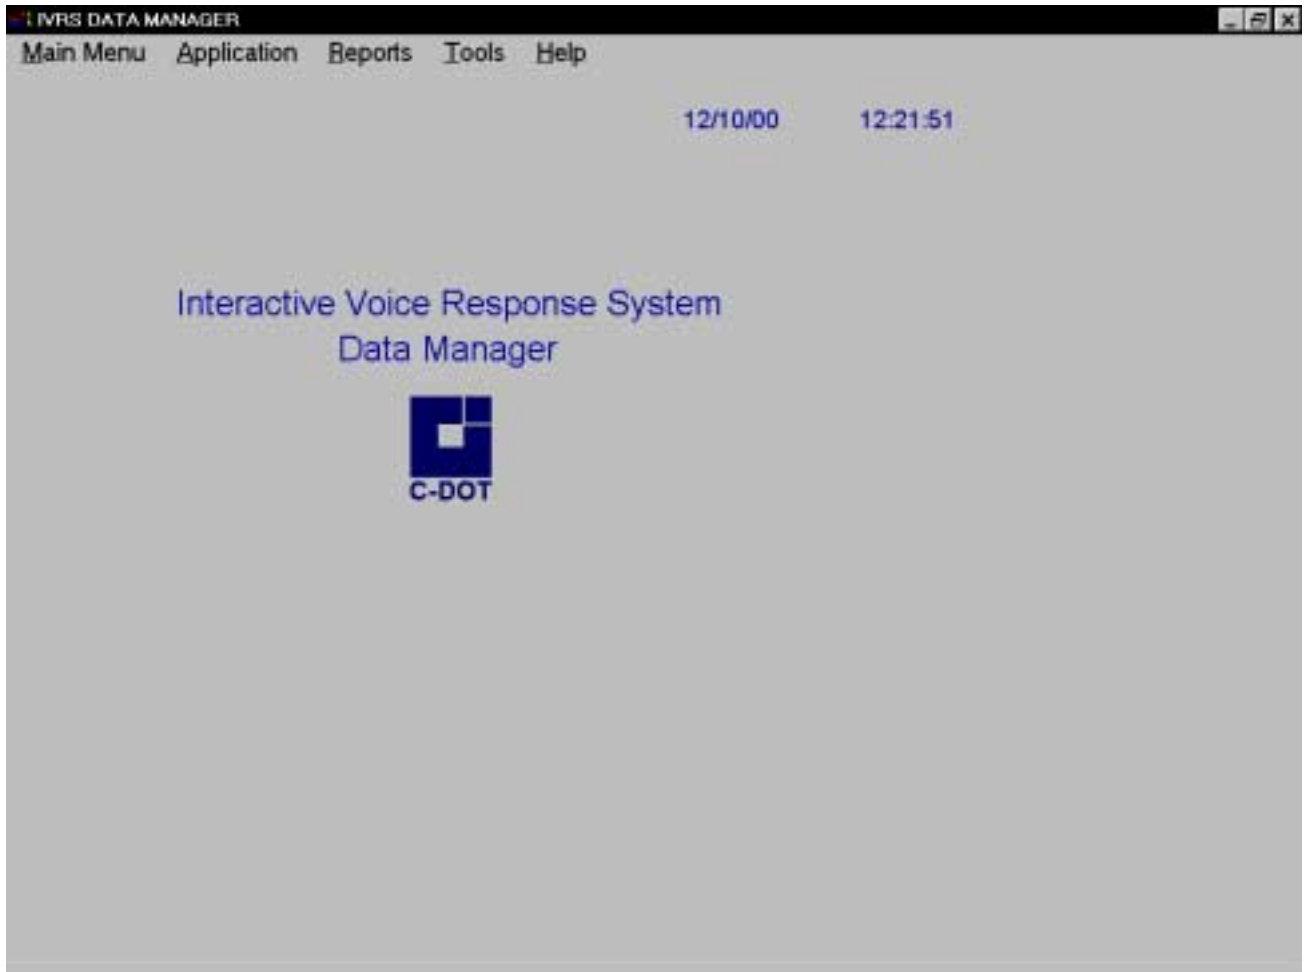 IVRS DATA MANAGER
Main Menu Application Reports Tools Help
12/10/00 12:21:51
Interactive Voice Response System
Data Manager
C-DOT